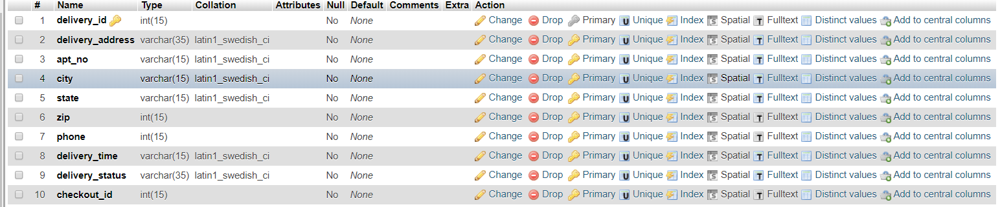 # Name Type Collation Attributes Null Default Comments Extra Action
1 delivery_id int(15) No None Change Drop Primary Unique Index Spatial Fulltext Distinct values Add to central columns
2 delivery_address varchar(35) latin1_swedish_ci No None Change Drop Primary Unique Index Spatial Fulltext Distinct values Add to central columns
3 apt_no varchar(15) latin1_swedish_ci No None Change Drop Primary Unique Index Spatial Fulltext Distinct values Add to central columns
4 city varchar(15) latin1_swedish_ci No None Change Drop Primary Unique Index Spatial Fulltext Distinct values Add to central columns
5 state varchar(15) latin1_swedish_ci No None Change Drop Primary Unique Index Spatial Fulltext Distinct values Add to central columns
6 zip int(15) No None Change Drop Primary Unique Index Spatial Fulltext Distinct values Add to central columns
7 phone int(15) No None Change Drop Primary Unique Index Spatial Fulltext Distinct values Add to central columns
8 delivery_time varchar(15) latin1_swedish_ci No None Change Drop Primary Unique Index Spatial Fulltext Distinct values Add to central columns
9 delivery_status varchar(35) latin1_swedish_ci No None Change Drop Primary Unique Index Spatial Fulltext Distinct values Add to central columns
10 checkout_id int(15) No None Change Drop Primary Unique Index Spatial Fulltext Distinct values Add to central columns